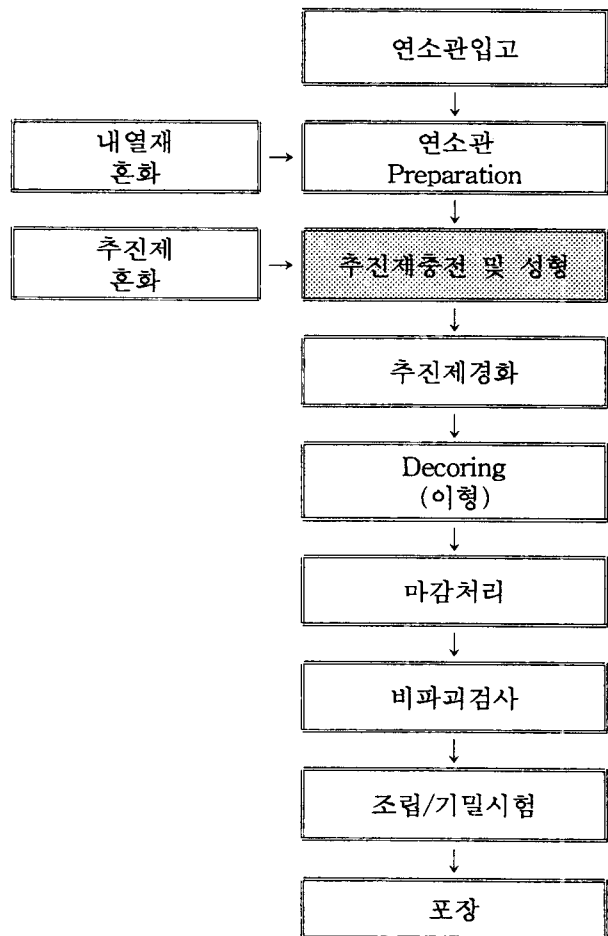 연소관입고
↓
내열재
혼화
→
연소관
Preparation
↓
추진제
혼화
→
추진재충전 및 성형
↓
추진제경화
↓
Decoring
(이형)
↓
마감처리
↓
비파괴검사
↓
조립/기밀시험
↓
포장